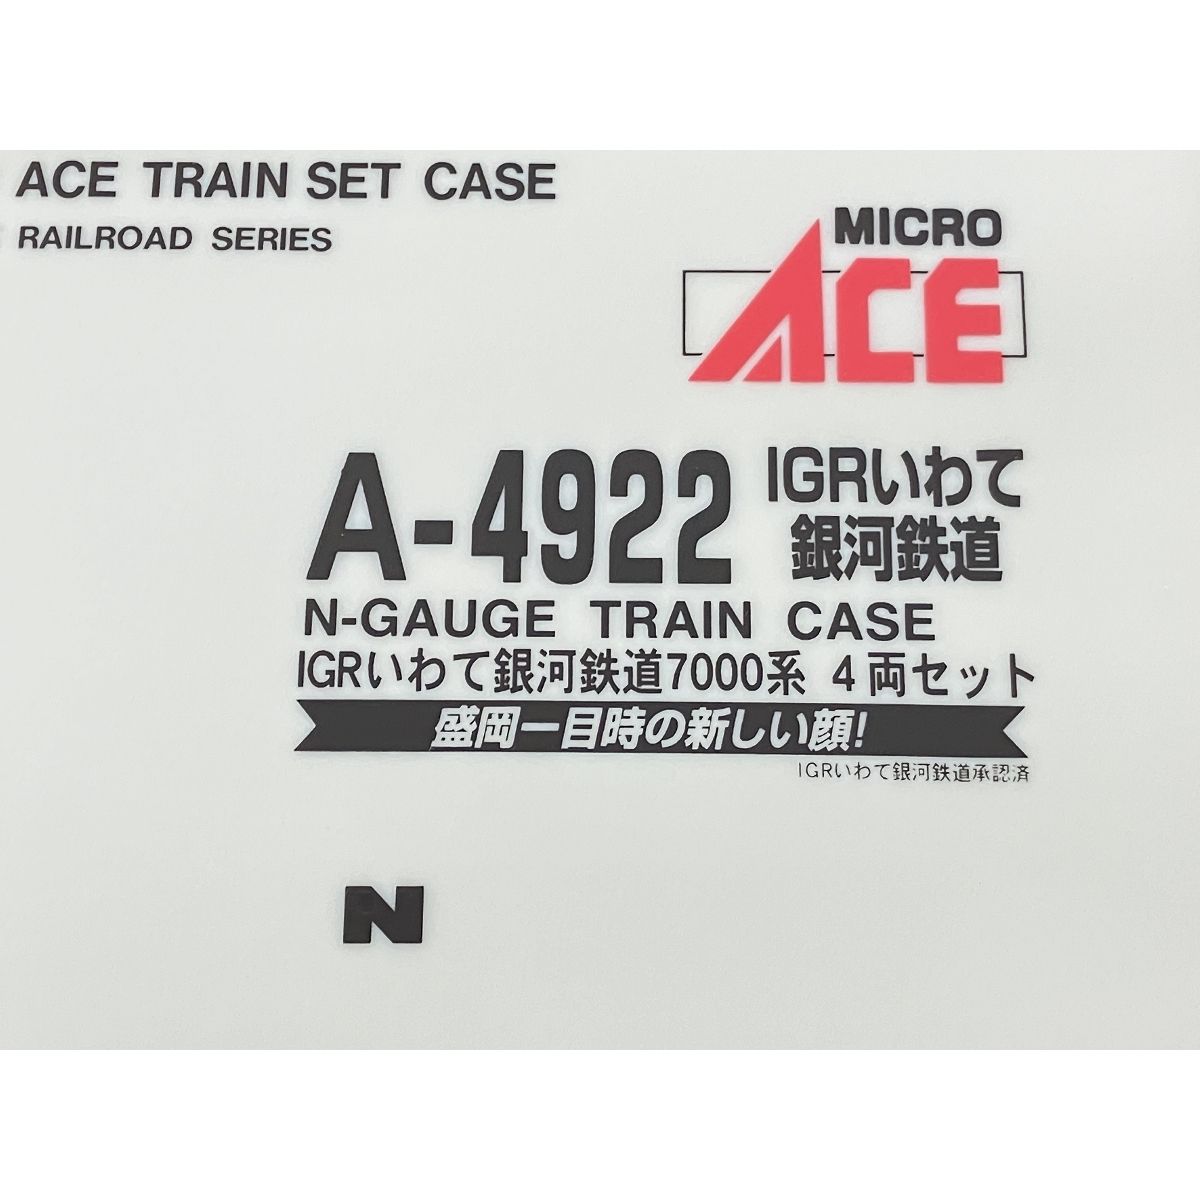 ACE TRAIN SET CASE
RAILROAD SERIES
MICRO
ACE
A-4922
IGRいわて
銀河鉄道
N-GAUGE TRAIN CASE
IGRいわて銀河鉄道7000系 4両セット
盛岡一目時の新しい顔!
IGRいわて銀河鉄道承認済
N